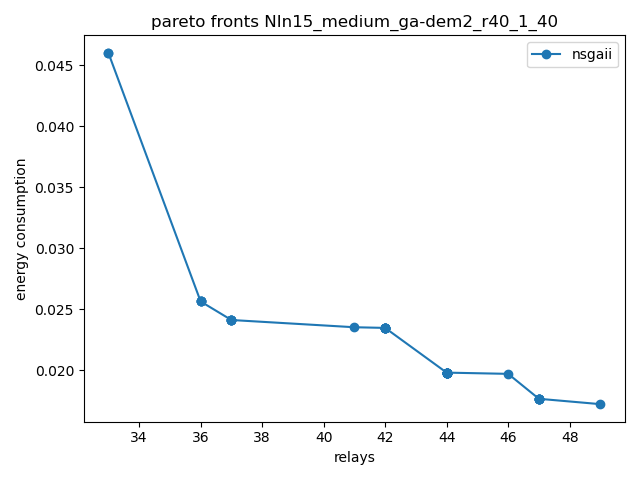 pareto fronts NIn15_medium_ga-dem2_r40_1_40
nsgaii
energy consumption
0.045
0.040
0.035
0.030
0.025
0.020
34 36 38 40 42 44 46 48
relays